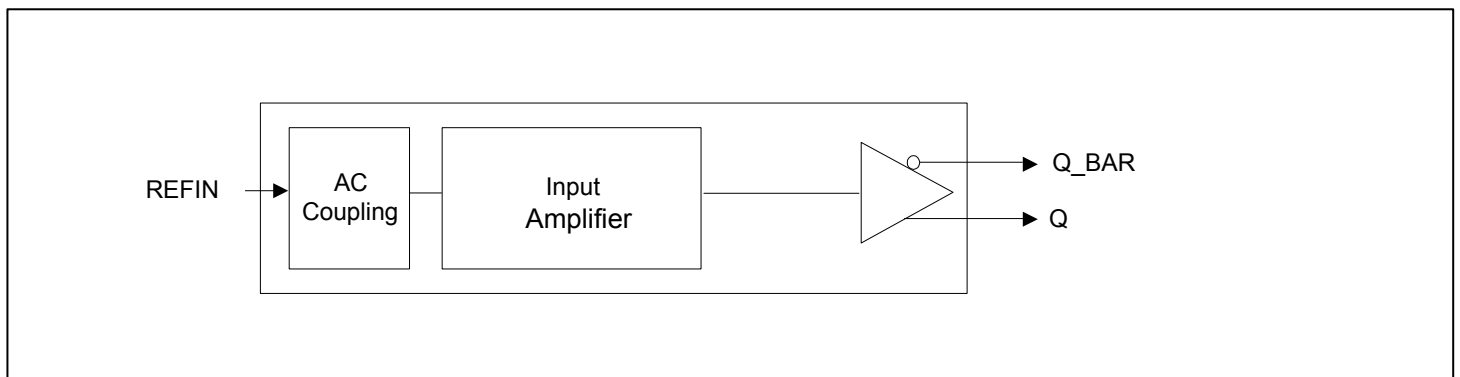 REFIN
AC
Coupling
Input
Amplifier
Q_BAR
Q